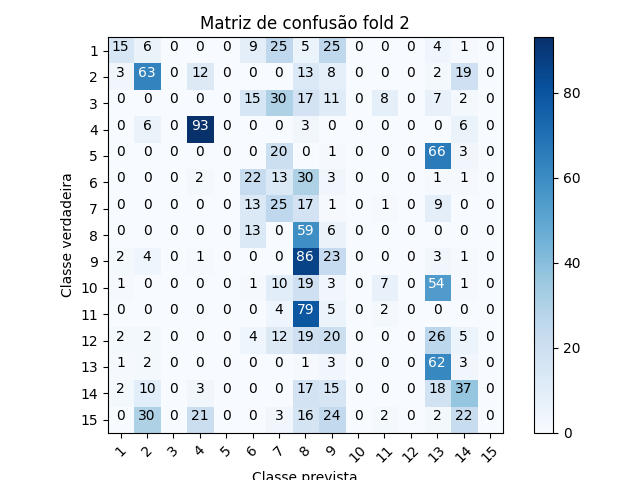 Matriz de confusão fold 2
1 15 6 0 0 0 9 25 5 25 0 0 0 4 1 0
2 3 63 0 12 0 0 0 13 8 0 0 0 2 19 0
3 0 0 0 0 0 15 30 17 11 0 8 0 7 2 0
4 0 6 0 93 0 0 0 3 0 0 0 0 0 6 0
5 0 0 0 0 0 0 20 0 1 0 0 0 66 3 0
6 0 0 0 2 0 22 13 30 3 0 0 0 1 1 0
7 0 0 0 0 0 13 25 17 1 0 1 0 9 0 0
8 0 0 0 0 0 13 0 59 6 0 0 0 0 0 0
9 2 4 0 1 0 0 0 86 23 0 0 0 3 1 0
10 1 0 0 0 0 1 10 19 3 0 7 0 54 1 0
11 0 0 0 0 0 0 4 79 5 0 2 0 0 0 0
12 2 2 0 0 0 4 12 19 20 0 0 0 26 5 0
13 1 2 0 0 0 0 0 1 3 0 0 0 62 3 0
14 2 10 0 3 0 0 0 17 15 0 0 0 18 37 0
15 0 30 0 21 0 0 3 16 24 0 2 0 2 22 0
1 2 3 4 5 6 7 8 9 10 11 12 13 14 15
Classe verdadeira
Classe prevista
80
60
40
20
0